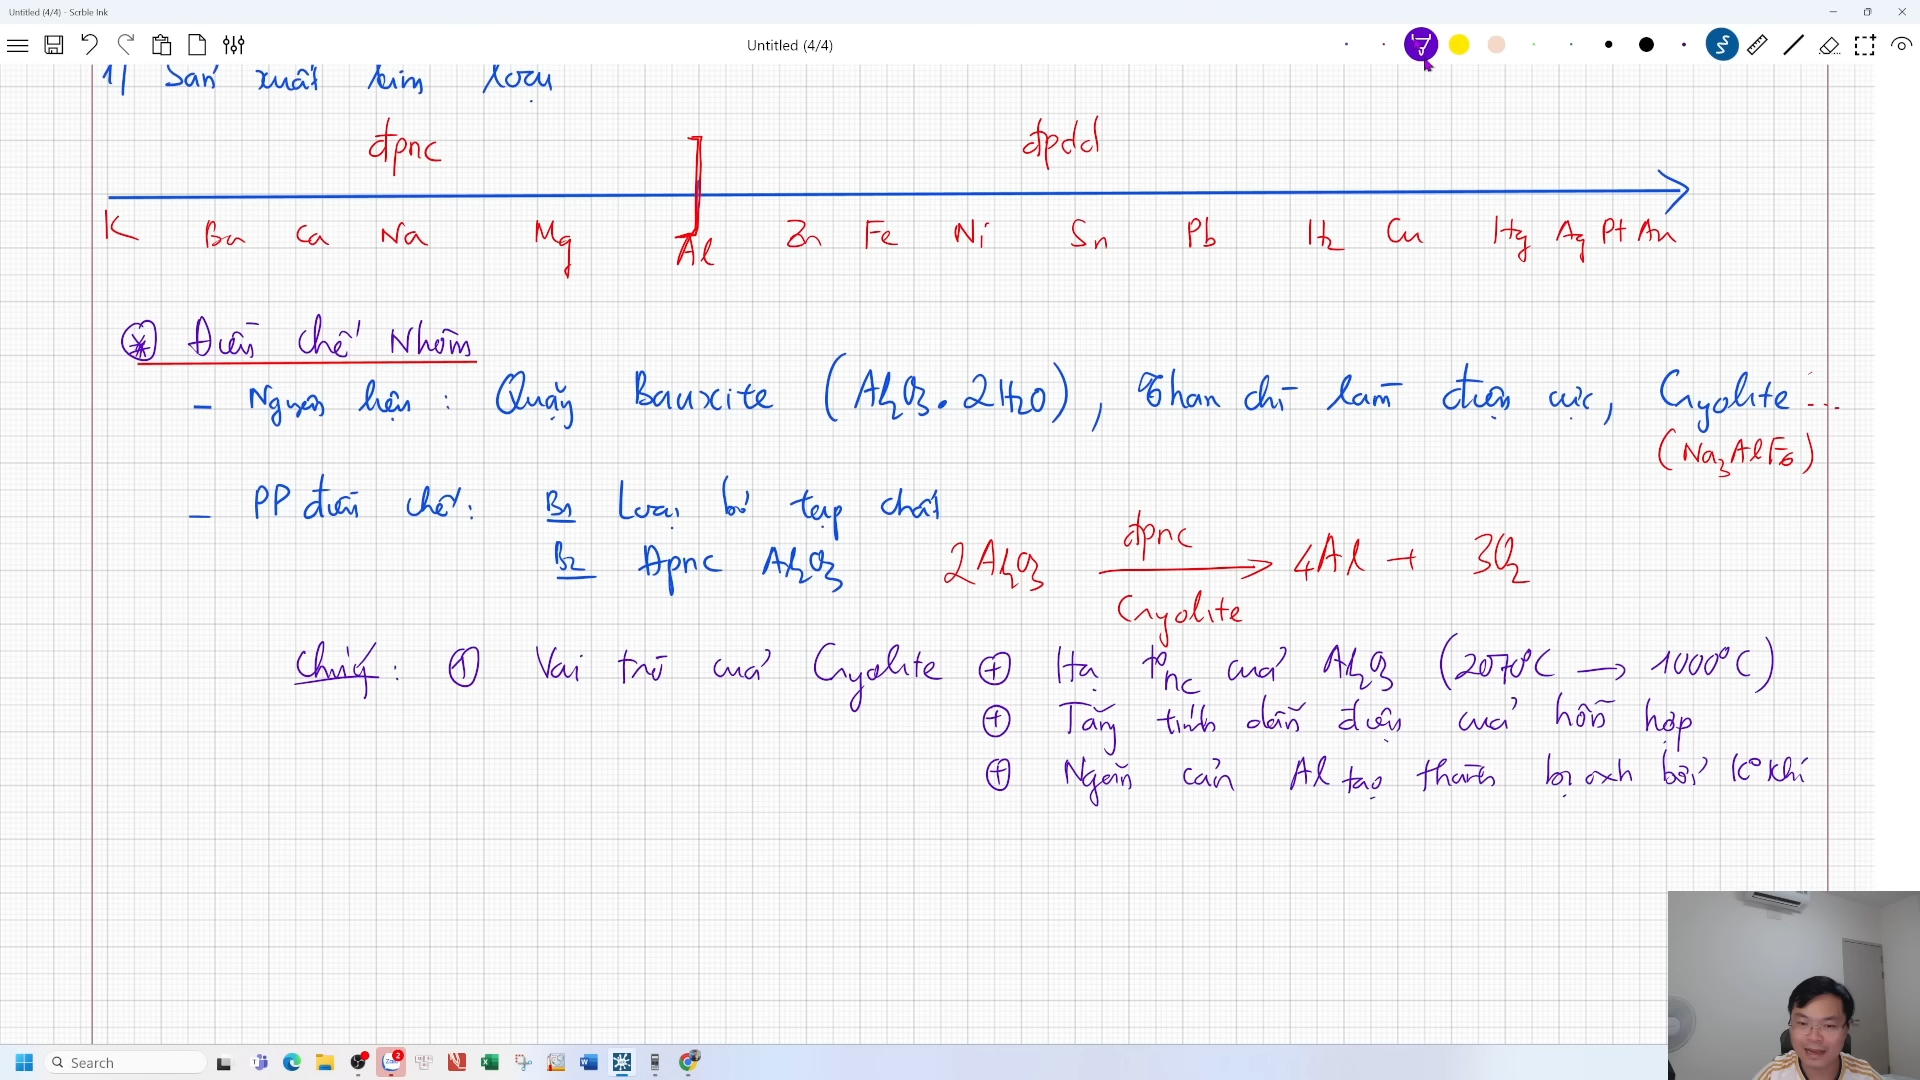 Untitled (4/4) - Scrble Ink
Untitled (4/4)
1) Sản xuất kim loại
đpnc đpdd
K Ba Ca Na Mg Al Zn Fe Ni Sn Pb H2 Cu Hg Ag Pt Au
* Điều chế Nhôm
- Nguyên liệu : Quặng Bauxite (Al2O3.2H2O), Than chì làm điện cực, Cryolite ...
(Na3AlF6)
- PP điều chế: B1 Loại bỏ tạp chất
B2 Đpnc Al2O3 2Al2O3 đpnc → 4Al + 3O2
Cryolite
Chú ý: ① Vai trò của Cryolite ⊕ Hạ t°nc của Al2O3 (2070°C → 1000°C)
⊕ Tăng tính dẫn điện của hỗn hợp
⊕ Ngăn cản Al tạo thành bị oxh bởi K° khí
Search
2